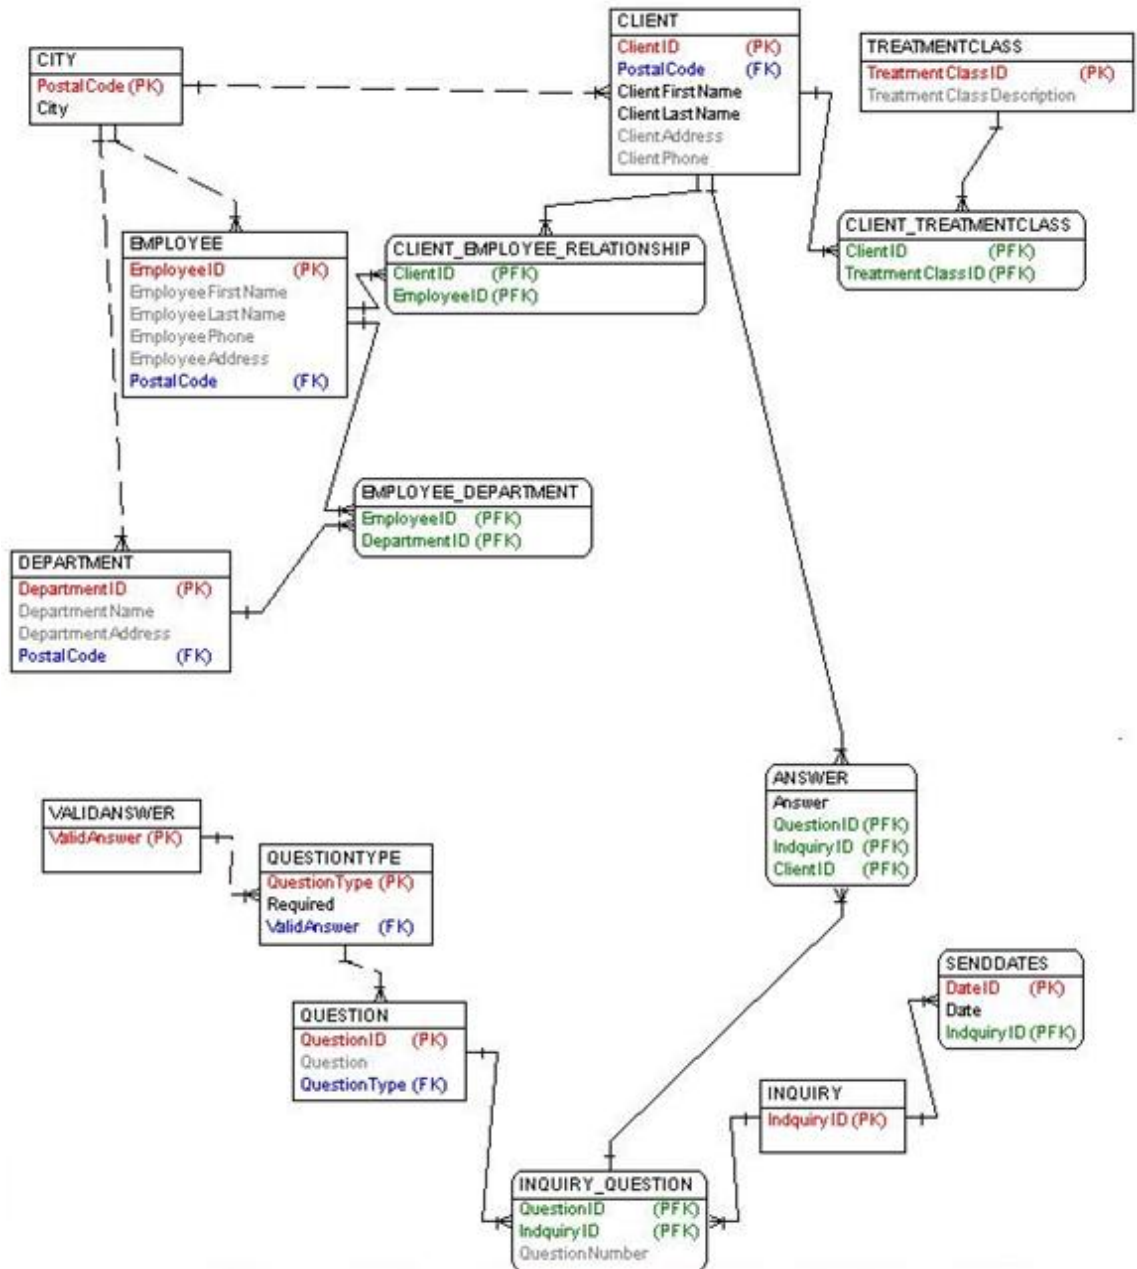 CLIENT
ClientID (PK)
PostalCode (FK)
ClientFirstName
ClientLastName
ClientAddress
ClientPhone
TREATMENTCLASS
TreatmentClassID (PK)
TreatmentClassDescription
CITY
PostalCode (PK)
City
CLIENT_TREATMENTCLASS
ClientID (PFK)
TreatmentClassID (PFK)
EMPLOYEE
EmployeeID (PK)
EmployeeFirstName
EmployeeLastName
EmployeePhone
EmployeeAddress
PostalCode (FK)
CLIENT_EMPLOYEE_RELATIONSHIP
ClientID (PFK)
EmployeeID (PFK)
EMPLOYEE_DEPARTMENT
EmployeeID (PFK)
DepartmentID (PFK)
DEPARTMENT
DepartmentID (PK)
DepartmentName
DepartmentAddress
PostalCode (FK)
ANSWER
Answer
QuestionID (PFK)
IndquiryID (PFK)
ClientID (PFK)
VALIDANSWER
ValidAnswer (PK)
QUESTIONTYPE
QuestionType (PK)
Required
ValidAnswer (FK)
SENDDATES
DateID (PK)
Date
IndquiryID (PFK)
QUESTION
QuestionID (PK)
Question
QuestionType (FK)
INQUIRY
IndquiryID (PK)
INQUIRY_QUESTION
QuestionID (PFK)
IndquiryID (PFK)
QuestionNumber